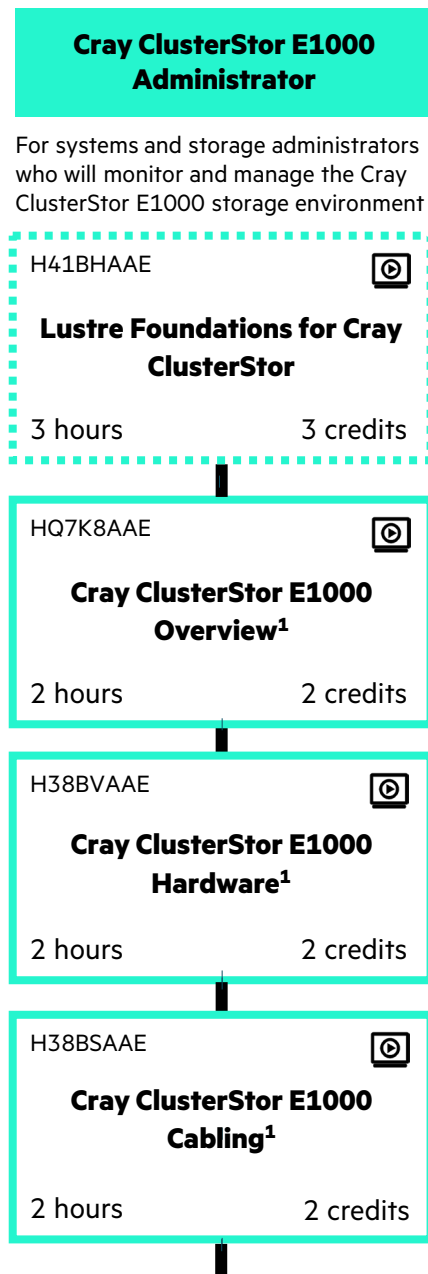 Cray ClusterStor E1000
Administrator
For systems and storage administrators
who will monitor and manage the Cray
ClusterStor E1000 storage environment
H41BHAAE
Lustre Foundations for Cray
ClusterStor
3 hours 3 credits
HQ7K8AAE
Cray ClusterStor E1000
Overview¹
2 hours 2 credits
H38BVAAE
Cray ClusterStor E1000
Hardware¹
2 hours 2 credits
H38BSAAE
Cray ClusterStor E1000
Cabling¹
2 hours 2 credits